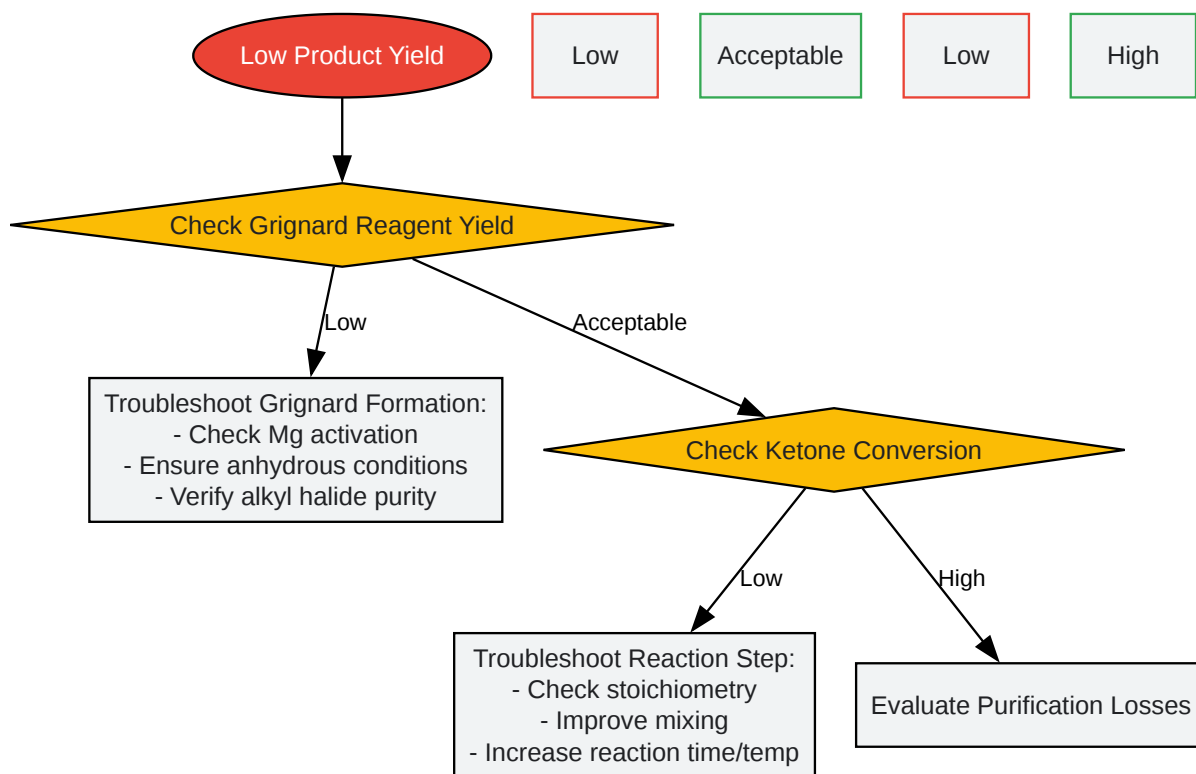 Low Product Yield
Low
Acceptable
Low
High
Check Grignard Reagent Yield
Low
Acceptable
Troubleshoot Grignard Formation:
- Check Mg activation
- Ensure anhydrous conditions
- Verify alkyl halide purity
Check Ketone Conversion
Low
High
Troubleshoot Reaction Step:
- Check stoichiometry
- Improve mixing
- Increase reaction time/temp
Evaluate Purification Losses